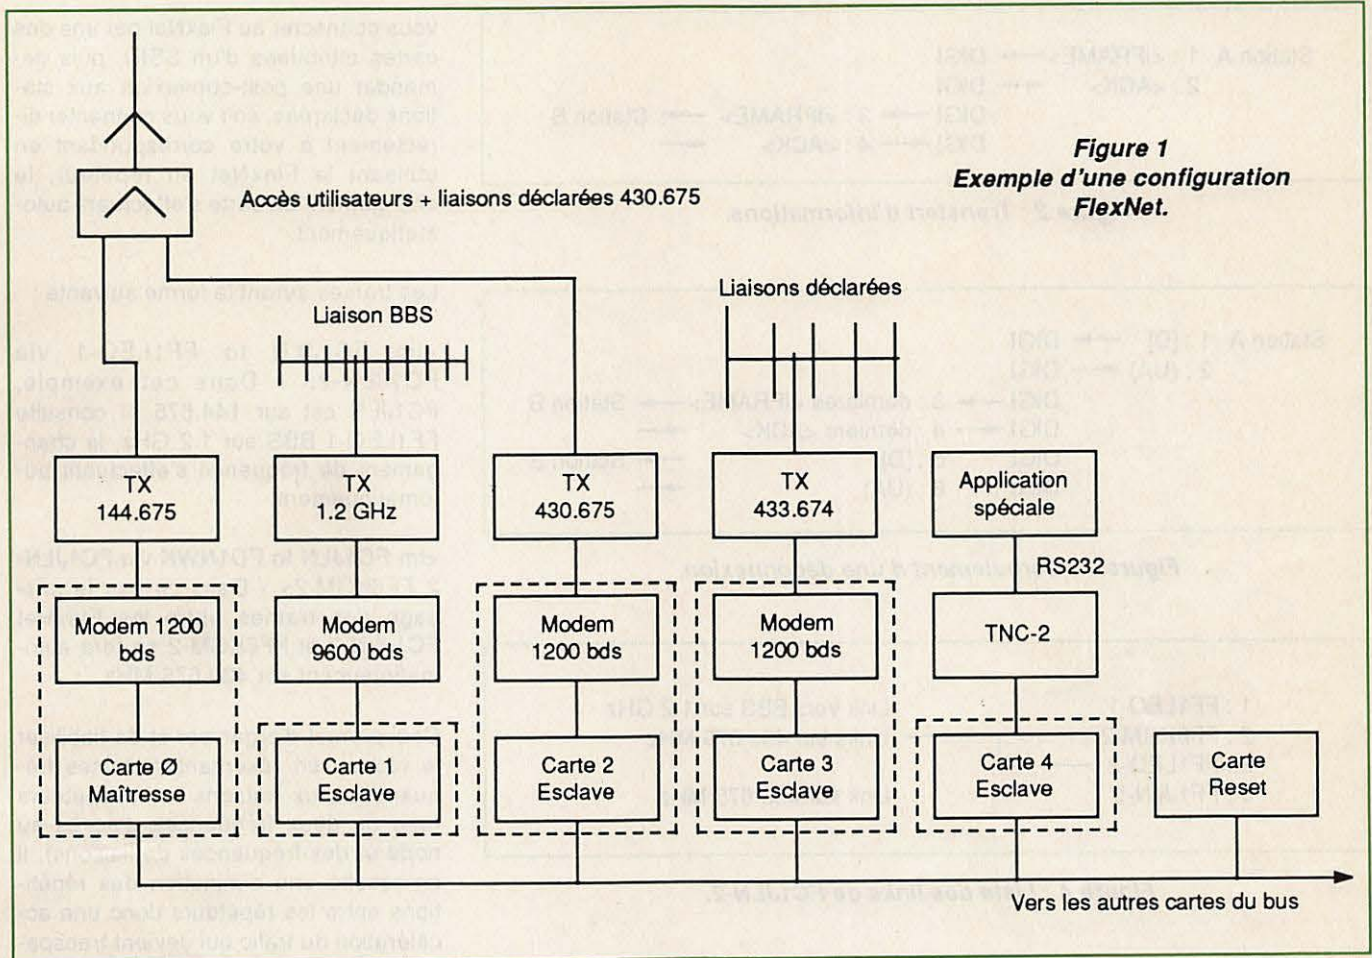 Figure 1
Exemple d'une configuration
FlexNet.
Accès utilisateurs + liaisons déclarées 430.675
Liaison BBS
Liaisons déclarées
TX
144.675
TX
1.2 GHz
TX
430.675
TX
433.674
Application
spéciale
RS232
Modem 1200
bds
Modem
9600 bds
Modem
1200 bds
Modem
1200 bds
TNC-2
Carte Ø
Maîtresse
Carte 1
Esclave
Carte 2
Esclave
Carte 3
Esclave
Carte 4
Esclave
Carte
Reset
Vers les autres cartes du bus